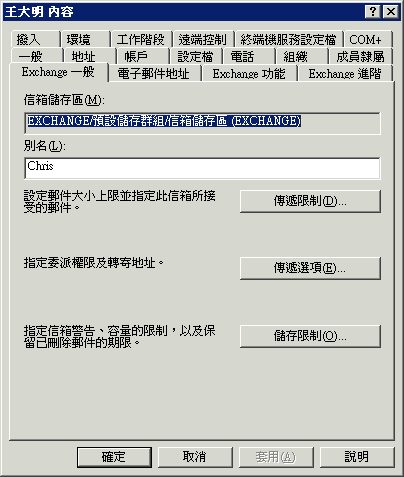 王大明 內容
撥入 環境 工作階段 遠端控制 終端機服務設定檔 COM+
一般 地址 帳戶 設定檔 電話 組織 成員隸屬
Exchange 一般 電子郵件地址 Exchange 功能 Exchange 進階
信箱儲存區(M):
EXCHANGE/預設儲存群組/信箱儲存區 (EXCHANGE)
別名(L):
Chris
設定郵件大小上限並指定此信箱所接
受的郵件。
傳遞限制(D)...
指定委派權限及轉寄地址。
傳遞選項(E)...
指定信箱警告、容量的限制，以及保
留已刪除郵件的期限。
儲存限制(O)...
確定 取消 套用(A) 說明